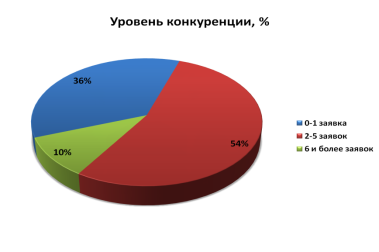 Уровень конкуренции, %
36%
54%
10%
0-1 заявка
2-5 заявок
6 и более заявок